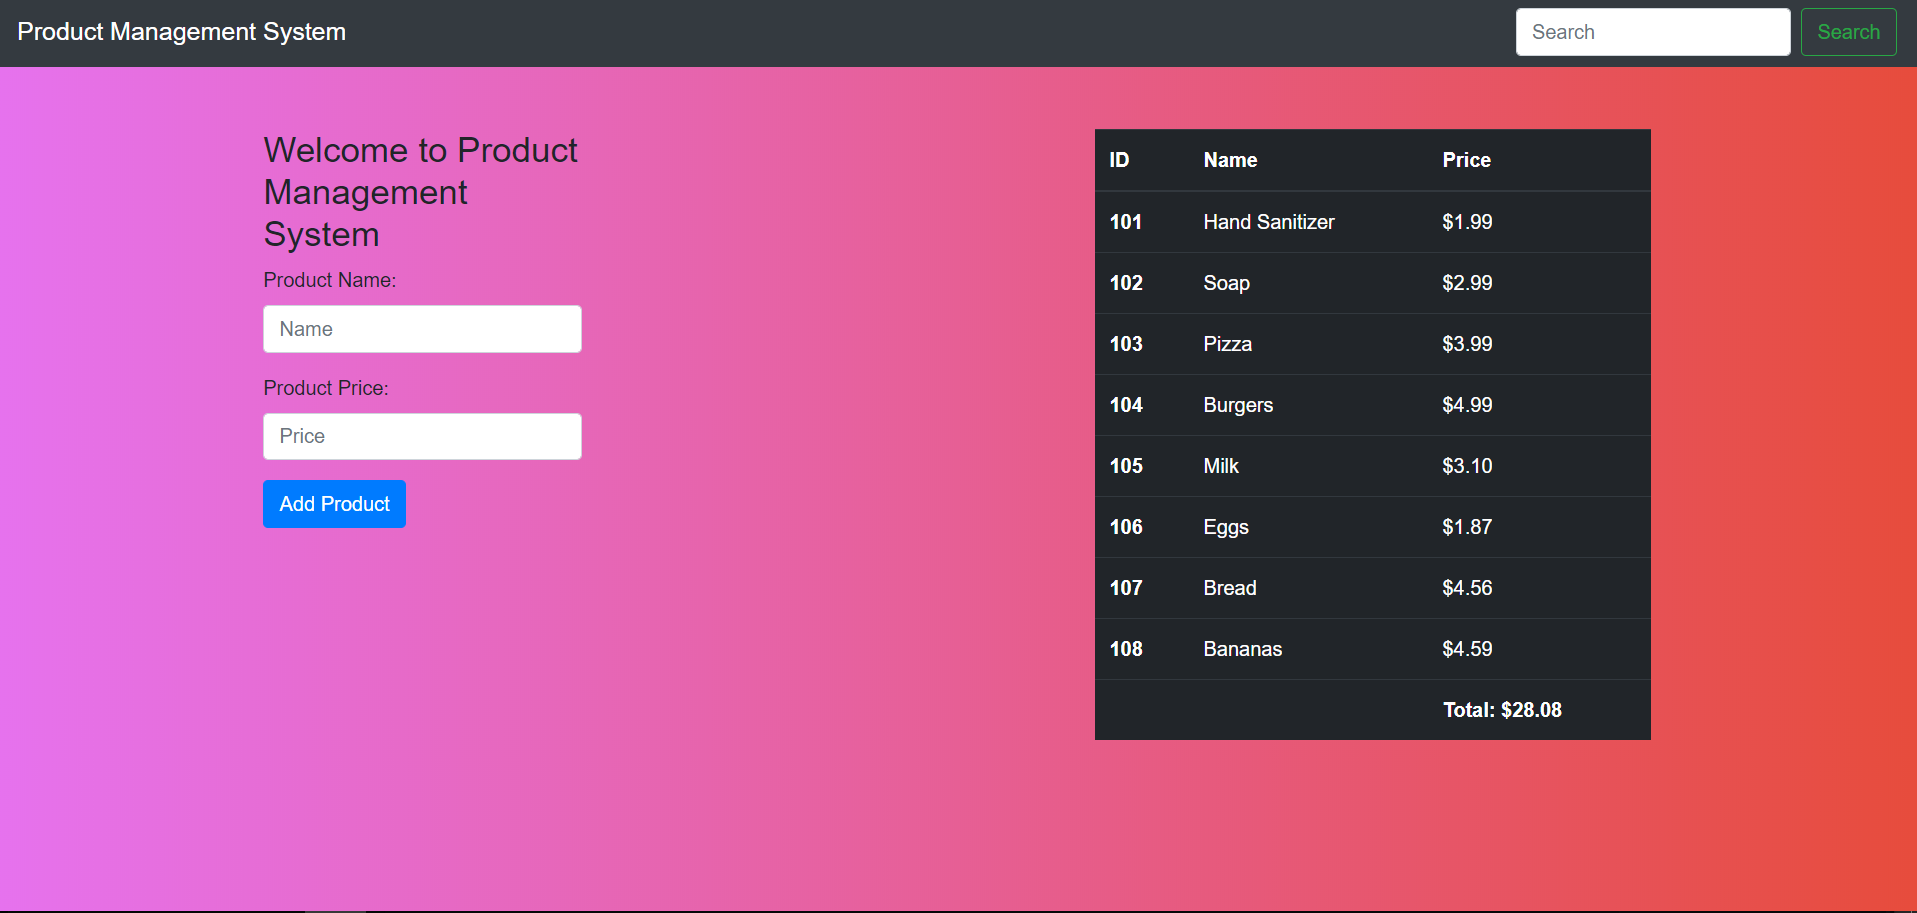 Product Management System
Search Search
Welcome to Product
Management
System
Product Name:
Name
Product Price:
Price
Add Product
ID Name Price
101 Hand Sanitizer $1.99
102 Soap $2.99
103 Pizza $3.99
104 Burgers $4.99
105 Milk $3.10
106 Eggs $1.87
107 Bread $4.56
108 Bananas $4.59
Total: $28.08